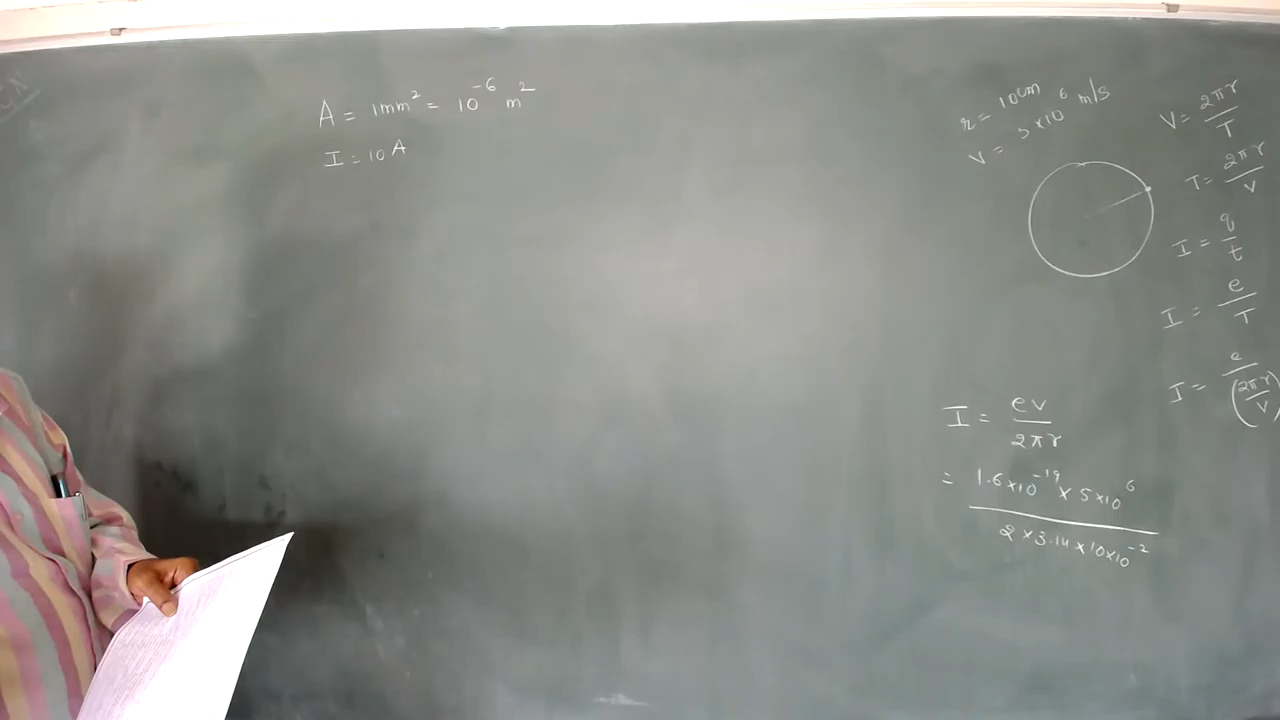 A = 1mm² = 10⁻⁶ m²
I = 10 A
r = 10cm
v = 5 × 10⁶ m/s
V = 2πr/T
T = 2πr/v
I = q/t
I = e/T
I = e/(2πr/v)
I = ev/2πr
= 1.6×10⁻¹⁹ × 5×10⁶ / 2 × 3.14 × 10×10⁻²